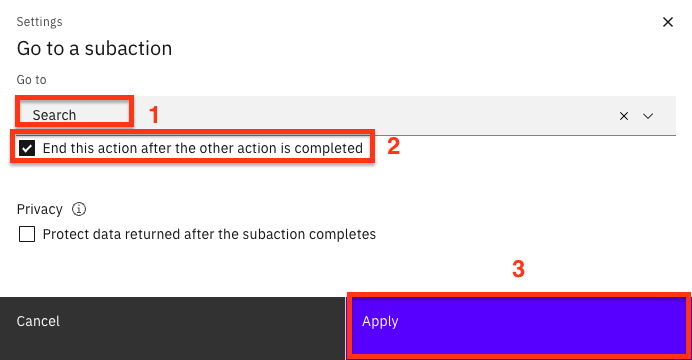 Settings
Go to a subaction
Go to
Search 1
End this action after the other action is completed 2
Privacy
Protect data returned after the subaction completes
3
Cancel Apply